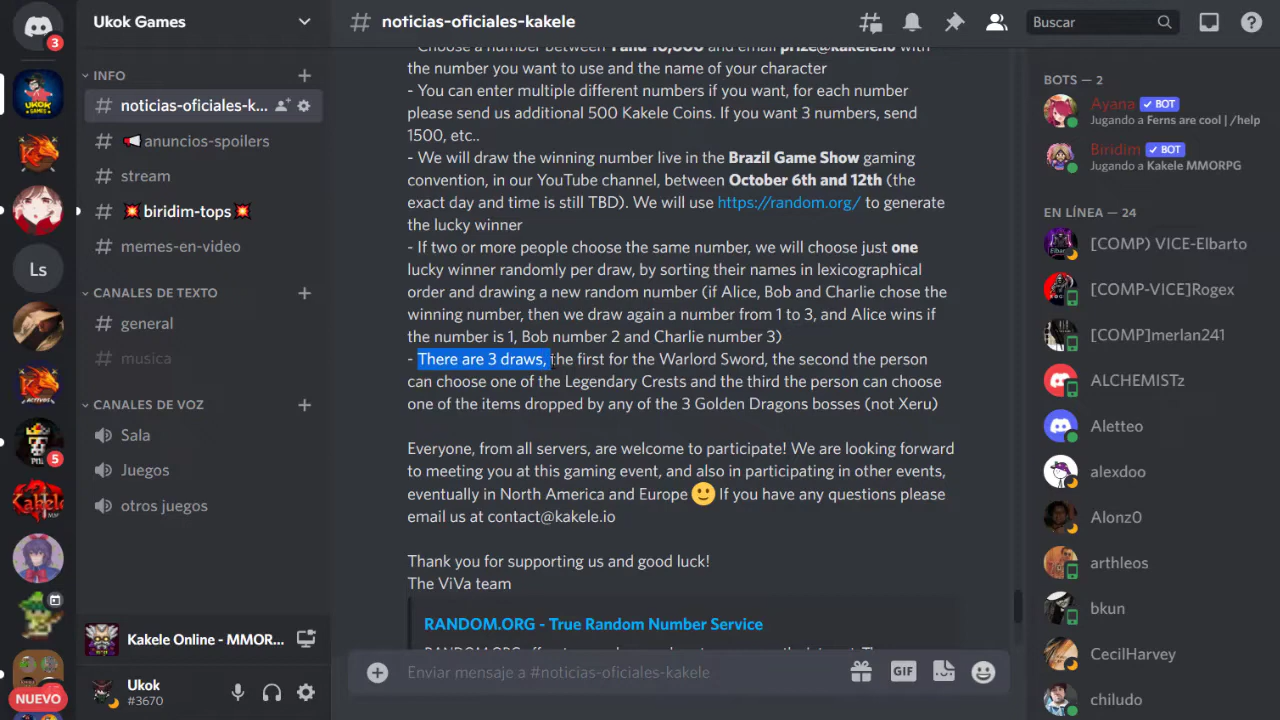 3
Ukok Games
# noticias-oficiales-kakele
Buscar
INFO
# noticias-oficiales-k...
# anuncios-spoilers
# stream
# biridim-tops
# memes-en-video
CANALES DE TEXTO
# general
# musica
CANALES DE VOZ
Sala
Juegos
otros juegos
Ls
5
NUEVO
Kakele Online - MMOR...
Ukok
#3670
- Choose a number between 1 and 10,000 and email prize@kakele.io with
the number you want to use and the name of your character
- You can enter multiple different numbers if you want, for each number
please send us additional 500 Kakele Coins. If you want 3 numbers, send
1500, etc..
- We will draw the winning number live in the Brazil Game Show gaming
convention, in our YouTube channel, between October 6th and 12th (the
exact day and time is still TBD). We will use https://random.org/ to generate
the lucky winner
- If two or more people choose the same number, we will choose just one
lucky winner randomly per draw, by sorting their names in lexicographical
order and drawing a new random number (if Alice, Bob and Charlie chose the
winning number, then we draw again a number from 1 to 3, and Alice wins if
the number is 1, Bob number 2 and Charlie number 3)
- There are 3 draws, the first for the Warlord Sword, the second the person
can choose one of the Legendary Crests and the third the person can choose
one of the items dropped by any of the 3 Golden Dragons bosses (not Xeru)
Everyone, from all servers, are welcome to participate! We are looking forward
to meeting you at this gaming event, and also in participating in other events,
eventually in North America and Europe 🙂 If you have any questions please
email us at contact@kakele.io
Thank you for supporting us and good luck!
The ViVa team
RANDOM.ORG - True Random Number Service
Enviar mensaje a #noticias-oficiales-kakele
GIF
BOTS — 2
Ayana BOT
Jugando a Ferns are cool | /help
Biridim BOT
Jugando a Kakele MMORPG
EN LÍNEA — 24
[COMP) VICE-Elbarto
[COMP-VICE]Rogex
[COMP]merlan241
ALCHEMISTz
Aletteo
alexdoo
Alonz0
arthleos
bkun
CecilHarvey
chiludo